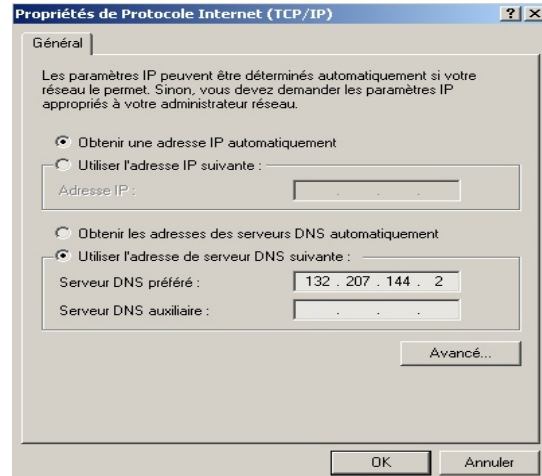 Propriétés de Protocole Internet (TCP/IP)
Général
Les paramètres IP peuvent être déterminés automatiquement si votre
réseau le permet. Sinon, vous devez demander les paramètres IP
appropriés à votre administrateur réseau.
Obtenir une adresse IP automatiquement
Utiliser l'adresse IP suivante :
Adresse IP :
Obtenir les adresses des serveurs DNS automatiquement
Utiliser l'adresse de serveur DNS suivante :
Serveur DNS préféré : 132 . 207 . 144 . 2
Serveur DNS auxiliaire : . . .
Avancé...
OK Annuler